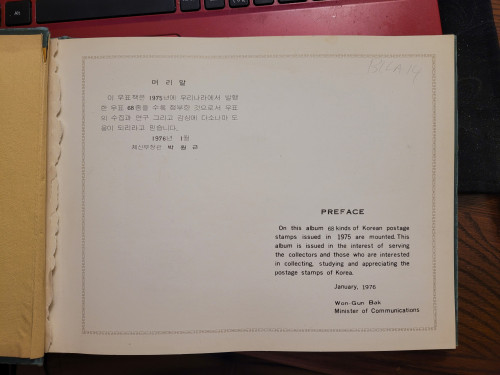 머 리 말
이 우표책은 1975년에 우리나라에서 발행
한 우표 68종을 수록 첨부한 것으로서 우표
의 수집과 연구 그리고 감상에 다소나마 도
움이 되리라고 믿습니다.
1976년 1월
체신부장관 박 원 근
PREFACE
On this album 68 kinds of Korean postage
stamps issued in 1975 are mounted. This
album is issued in the interest of serving
the collectors and those who are interested
in collecting, studying and appreciating the
postage stamps of Korea.
January, 1976
Won-Gun Bak
Minister of Communications